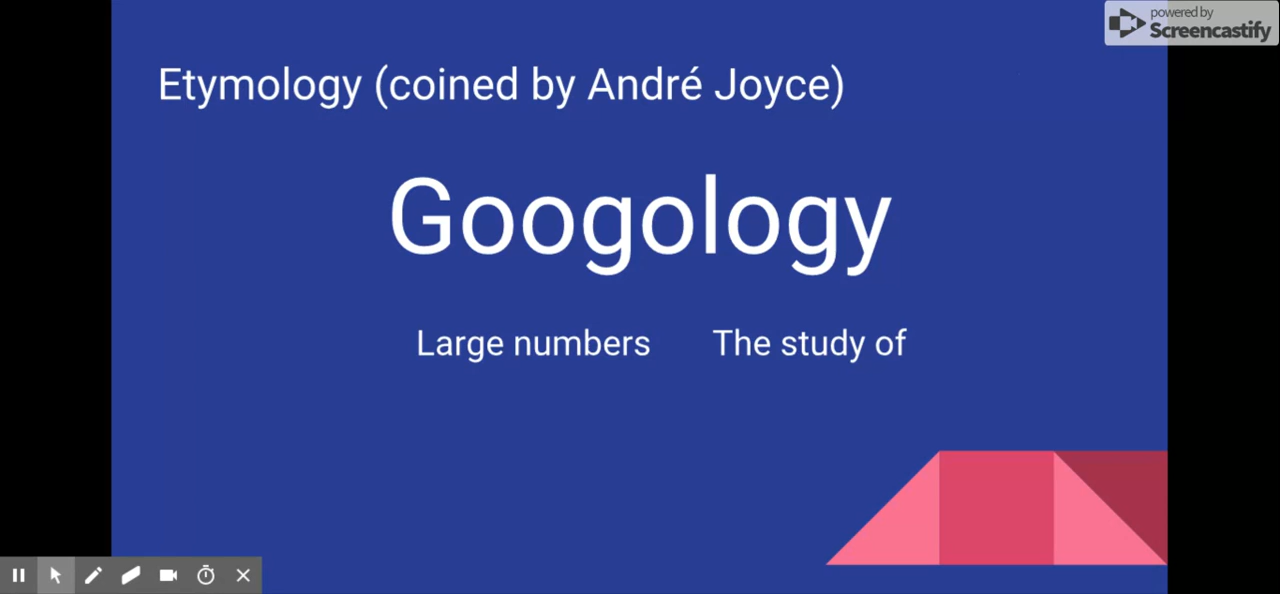 powered by
Screencastify
Etymology (coined by André Joyce)
Googology
Large numbers The study of